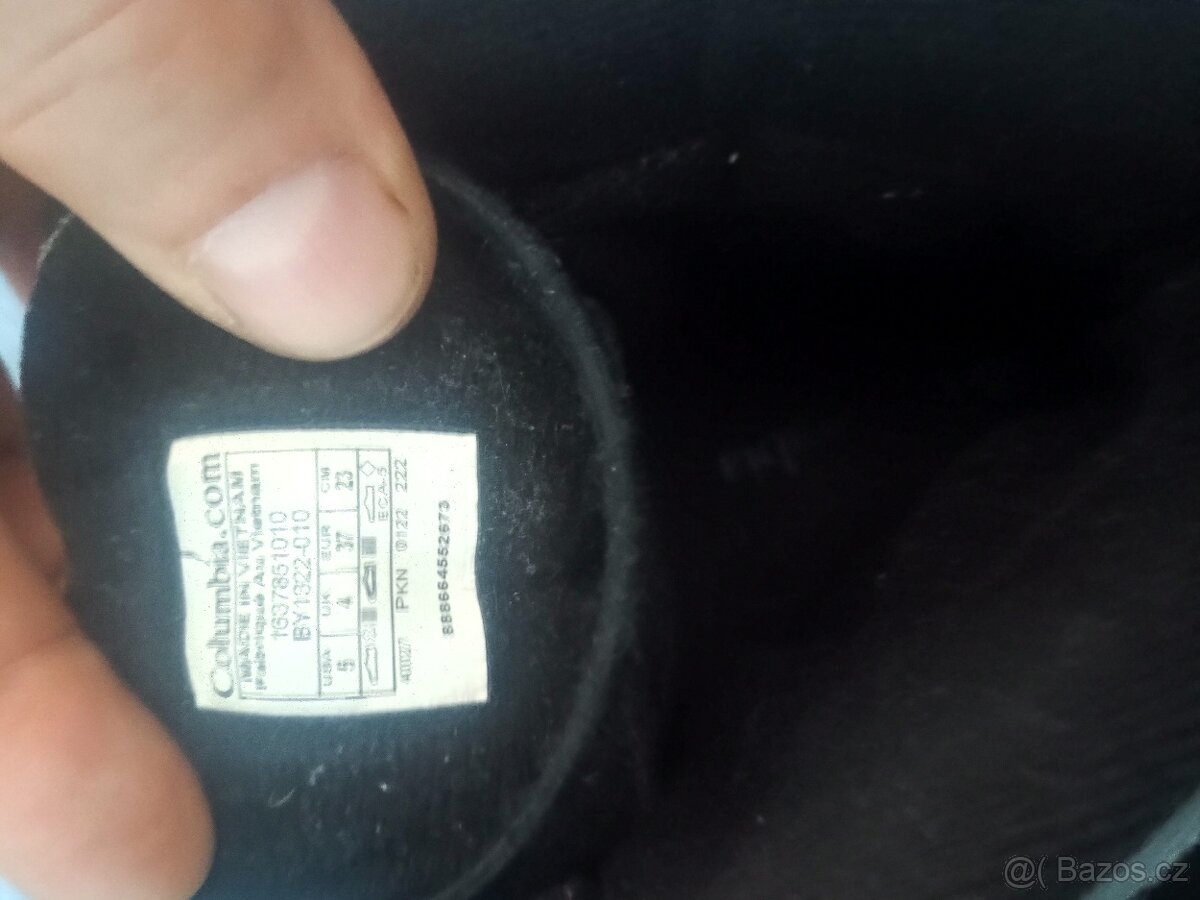 Columbia.com
MADE IN VIETNAM
Fabriqué Au Vietnam
1637851010
BY1322-010
USA UK EUR CM
5 4 37 23
ECAL5
PKN 0122 222
888664552673
@( Bazos.cz